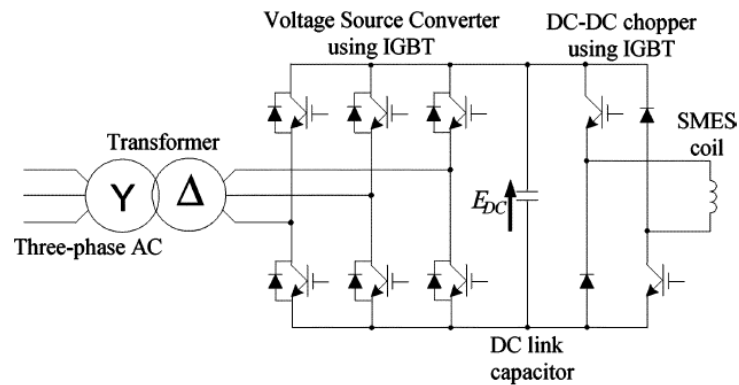 Voltage Source Converter
using IGBT
DC-DC chopper
using IGBT
SMES
coil
Transformer
Y Δ
E_DC
Three-phase AC
DC link
capacitor